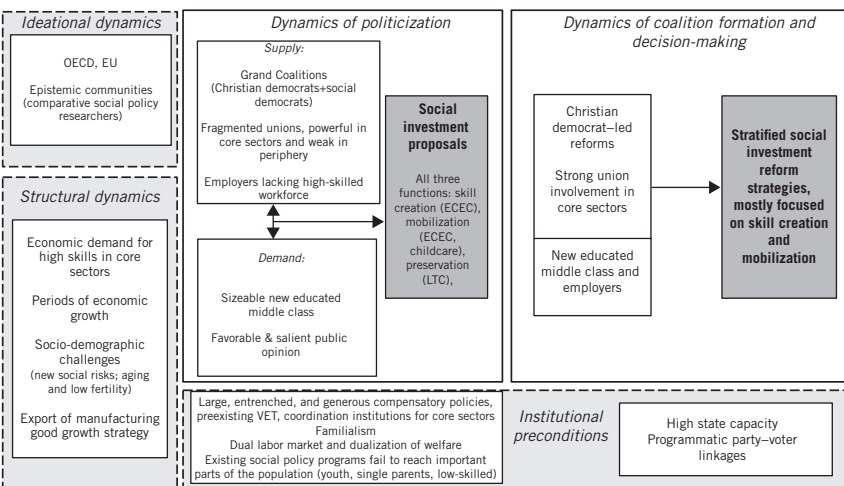 Ideational dynamics
OECD, EU
Epistemic communities
(comparative social policy
researchers)
Structural dynamics
Economic demand for
high skills in core
sectors
Periods of economic
growth
Socio-demographic
challenges
(new social risks; aging
and low fertility)
Export of manufacturing
good growth strategy
Dynamics of politicization
Supply:
Grand Coalitions
(Christian democrats+social
democrats)
Fragmented unions, powerful in
core sectors and weak in
periphery
Employers lacking high-skilled
workforce
Demand:
Sizeable new educated
middle class
Favorable & salient public
opinion
Social
investment
proposals
All three
functions: skill
creation (ECEC),
mobilization
(ECEC,
childcare),
preservation
(LTC),
Dynamics of coalition formation and
decision-making
Christian
democrat–led
reforms
Strong union
involvement in
core sectors
New educated
middle class and
employers
Stratified social
investment
reform
strategies,
mostly focused
on skill creation
and
mobilization
Large, entrenched, and generous compensatory policies,
preexisting VET, coordination institutions for core sectors
Familialism
Dual labor market and dualization of welfare
Existing social policy programs fail to reach important
parts of the population (youth, single parents, low-skilled)
Institutional
preconditions
High state capacity
Programmatic party–voter
linkages